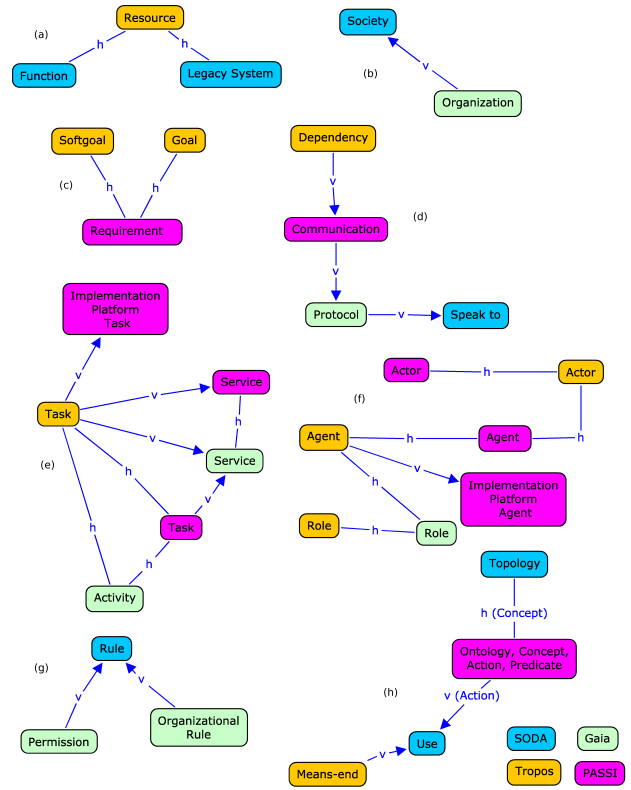 (a)
Resource
h
h
Function
Legacy System
Society
v
(b)
Organization
Softgoal
Goal
(c)
h
h
Requirement
Dependency
v
Communication
(d)
v
Protocol
v
Speak to
Implementation
Platform
Task
v
Service
v
Task
h
v
(e)
Service
h
v
h
Task
h
Activity
Actor
h
Actor
(f)
Agent
h
Agent
h
v
h
Implementation
Platform
Agent
Role
h
Role
Topology
h (Concept)
Ontology, Concept,
Action, Predicate
(h)
v (Action)
Use
v
Means-end
Rule
(g)
v
v
Permission
Organizational
Rule
SODA
Gaia
Tropos
PASSI